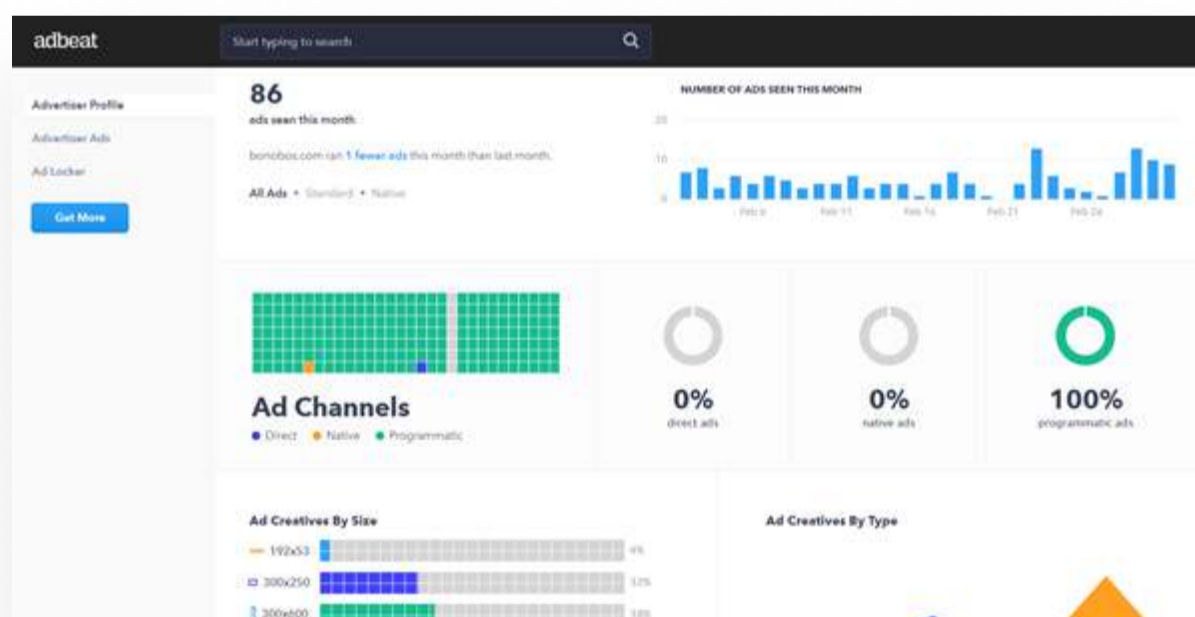 adbeat
Start typing to search
Advertiser Profile
Advertiser Ads
Ad Locker
Get More
86
ads seen this month
bonobos.com ran 1 fewer ads this month than last month.
All Ads • Standard • Native
NUMBER OF ADS SEEN THIS MONTH
20
10
0
Feb 6 Feb 11 Feb 16 Feb 21 Feb 26
Ad Channels
Direct Native Programmatic
0%
direct ads
0%
native ads
100%
programmatic ads
Ad Creatives By Size
192x53 4%
300x250 32%
300x600 38%
Ad Creatives By Type